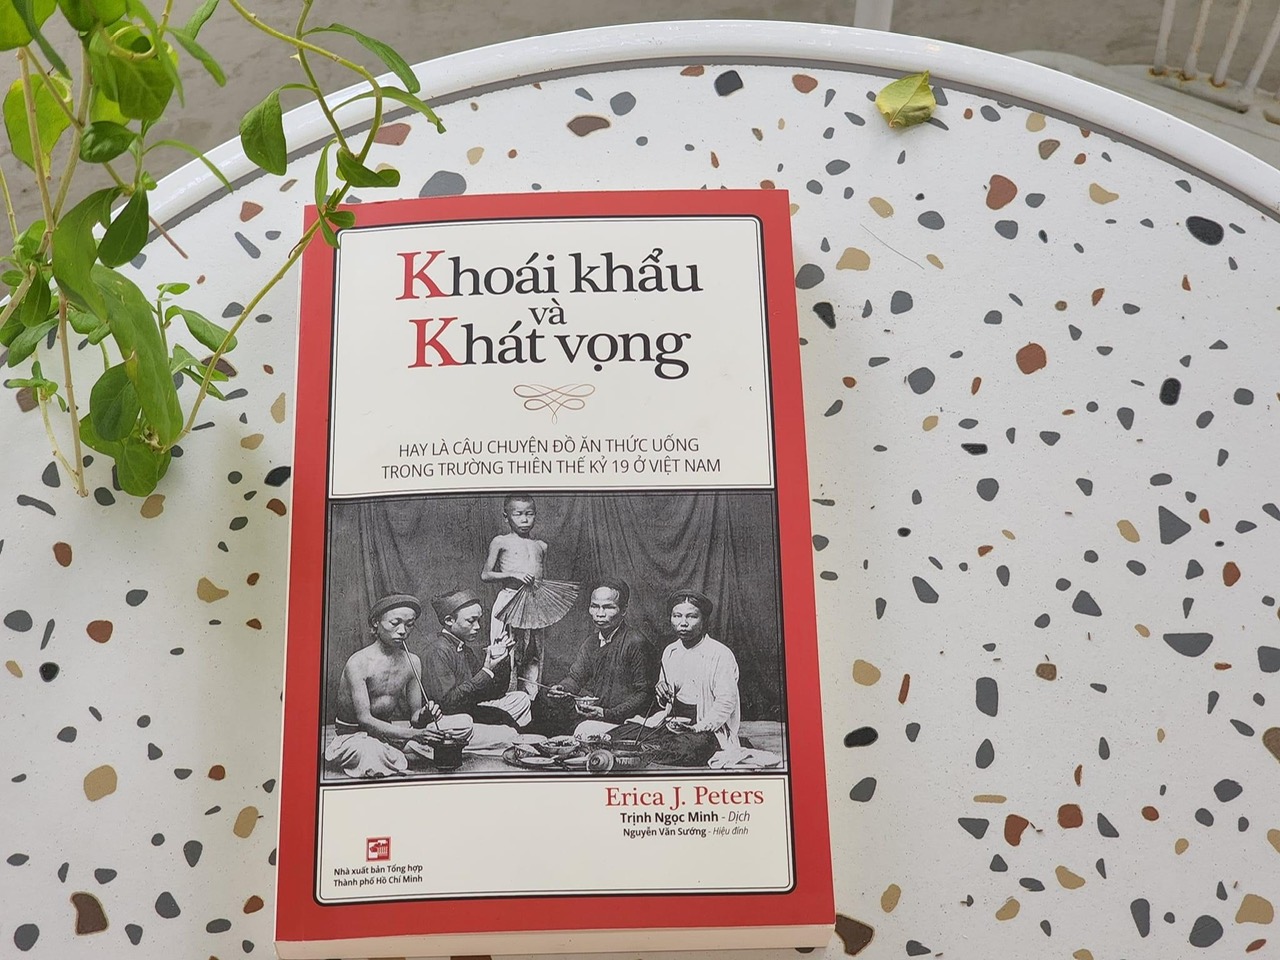 Khoái khẩu
và
Khát vọng
HAY LÀ CÂU CHUYỆN ĐỒ ĂN THỨC UỐNG
TRONG TRƯỜNG THIÊN THẾ KỶ 19 Ở VIỆT NAM
Erica J. Peters
Trịnh Ngọc Minh - Dịch
Nguyễn Văn Sướng - Hiệu đính
Nhà xuất bản Tổng hợp
Thành phố Hồ Chí Minh